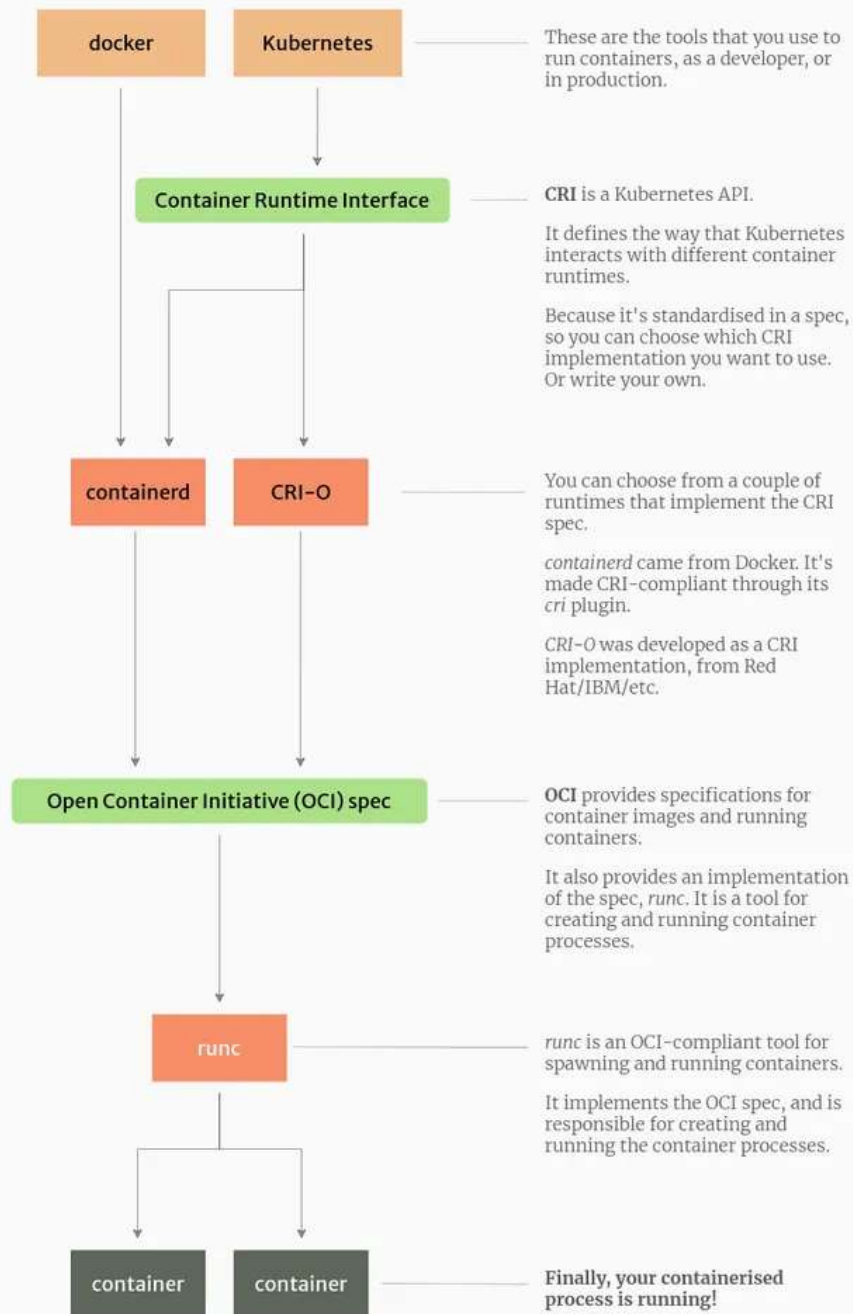 docker
Kubernetes
These are the tools that you use to
run containers, as a developer, or
in production.
Container Runtime Interface
CRI is a Kubernetes API.
It defines the way that Kubernetes
interacts with different container
runtimes.
Because it's standardised in a spec,
so you can choose which CRI
implementation you want to use.
Or write your own.
containerd
CRI-O
You can choose from a couple of
runtimes that implement the CRI
spec.
containerd came from Docker. It's
made CRI-compliant through its
cri plugin.
CRI-O was developed as a CRI
implementation, from Red
Hat/IBM/etc.
Open Container Initiative (OCI) spec
OCI provides specifications for
container images and running
containers.
It also provides an implementation
of the spec, runc. It is a tool for
creating and running container
processes.
runc
runc is an OCI-compliant tool for
spawning and running containers.
It implements the OCI spec, and is
responsible for creating and
running the container processes.
container
container
Finally, your containerised
process is running!